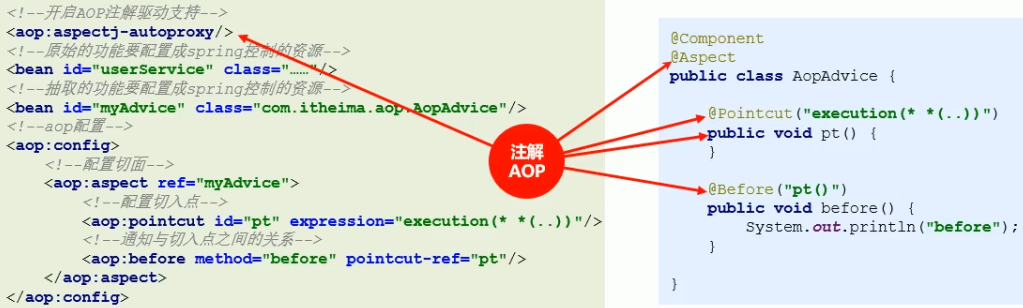 <!--开启AOP注解驱动支持-->
<aop:aspectj-autoproxy/>
<!--原始的功能要配置成spring控制的资源-->
<bean id="userService" class="……"/>
<!--抽取的功能要配置成spring控制的资源-->
<bean id="myAdvice" class="com.itheima.aop.AopAdvice"/>
<!--aop配置-->
<aop:config>
<!--配置切面-->
<aop:aspect ref="myAdvice">
<!--配置切入点-->
<aop:pointcut id="pt" expression="execution(* *(..))"/>
<!--通知与切入点之间的关系-->
<aop:before method="before" pointcut-ref="pt"/>
</aop:aspect>
</aop:config>
注解
AOP
@Component
@Aspect
public class AopAdvice {
@Pointcut("execution(* *(..))")
public void pt() {
}
@Before("pt()")
public void before() {
System.out.println("before");
}
}